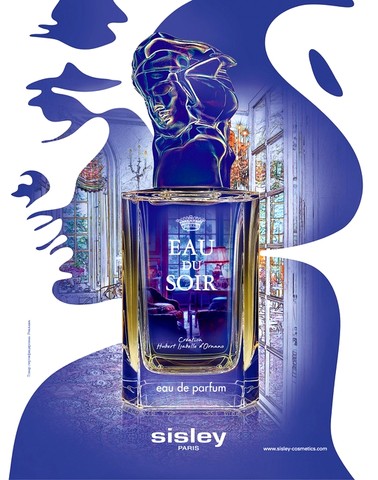 EAU
DU
SOIR
Création
Hubert Isabelle d'Ornano
eau de parfum
sisley
PARIS
www.sisley-cosmetics.com